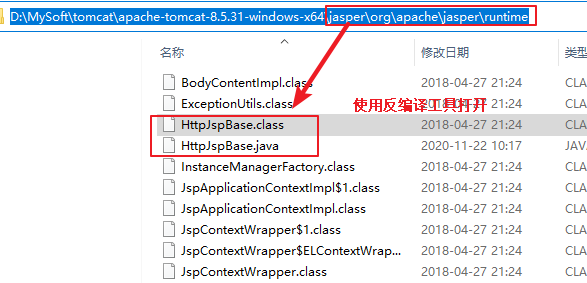 D:\MySoft\tomcat\apache-tomcat-8.5.31-windows-x64\jasper\org\apache\jasper\runtime
名称 修改日期 类型
BodyContentImpl.class 2018-04-27 21:24 CLA
ExceptionUtils.class 2018-04-27 21:24 CLA
使用反编译工具打开
HttpJspBase.class 2018-04-27 21:24 CLA
HttpJspBase.java 2020-11-22 10:17 JAV
InstanceManagerFactory.class 2018-04-27 21:24 CLA
JspApplicationContextImpl$1.class 2018-04-27 21:24 CLA
JspApplicationContextImpl.class 2018-04-27 21:24 CLA
JspContextWrapper$1.class 2018-04-27 21:24 CLA
JspContextWrapper$ELContextWrap... 2018-04-27 21:24 CLA
JspContextWrapper.class 2018-04-27 21:24 CLA